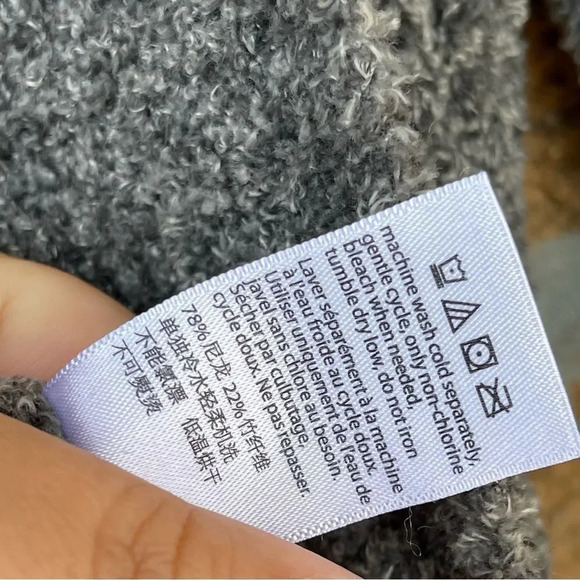 machine wash cold separately,
gentle cycle, only non-chlorine
bleach when needed,
tumble dry low, do not iron
Laver séparément à la machine
à l'eau froide au cycle doux.
Utiliser uniquement de l'eau de
Javel sans chlore au besoin.
Sécher par culbutage,
cycle doux. Ne pas repasser.
78% 尼龙 22% 纤维
单独冷水轻柔机洗
不能氯漂 低温烘干
不可熨烫